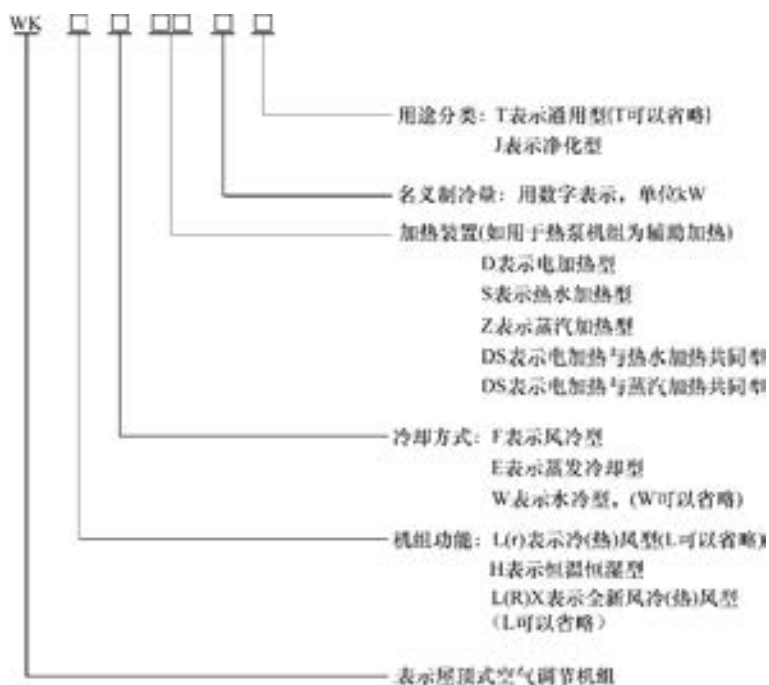 WK □ □ □□ □ □
用途分类：T表示通用型(T可以省略)
J表示净化型
名义制冷量：用数字表示，单位kW
加热装置(如用于热泵机组为辅助加热)
D表示电加热型
S表示热水加热型
Z表示蒸汽加热型
DS表示电加热与热水加热共同型
DS表示电加热与蒸汽加热共同型
冷却方式：F表示风冷型
E表示蒸发冷却型
W表示水冷型，(W可以省略)
机组功能：L(r)表示冷(热)风型(L可以省略)
H表示恒温恒湿型
L(R)X表示全新风冷(热)风型
（L可以省略）
表示屋顶式空气调节机组